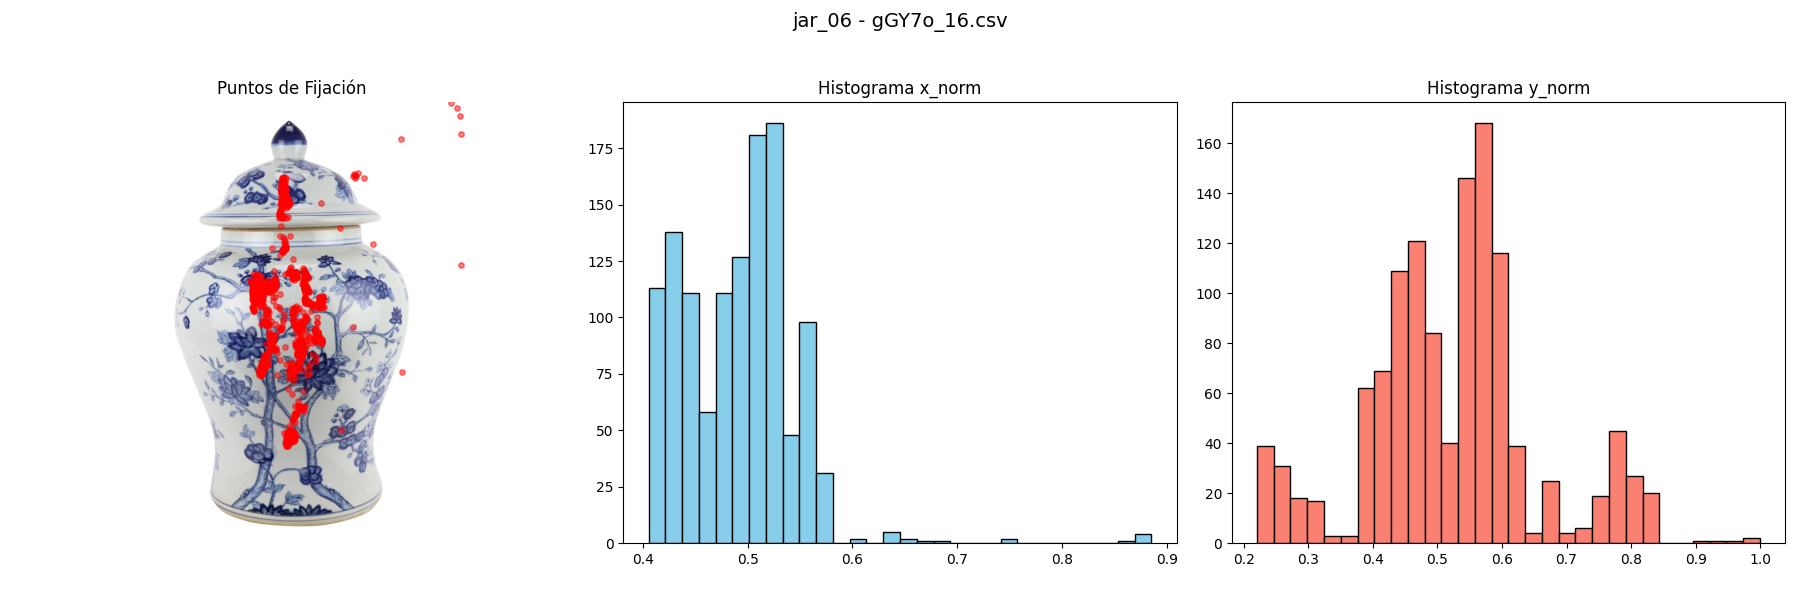 jar_06 - gGY7o_16.csv
Puntos de Fijación
Histograma x_norm
175
150
125
100
75
50
25
0
0.4 0.5 0.6 0.7 0.8 0.9
Histograma y_norm
160
140
120
100
80
60
40
20
0
0.2 0.3 0.4 0.5 0.6 0.7 0.8 0.9 1.0